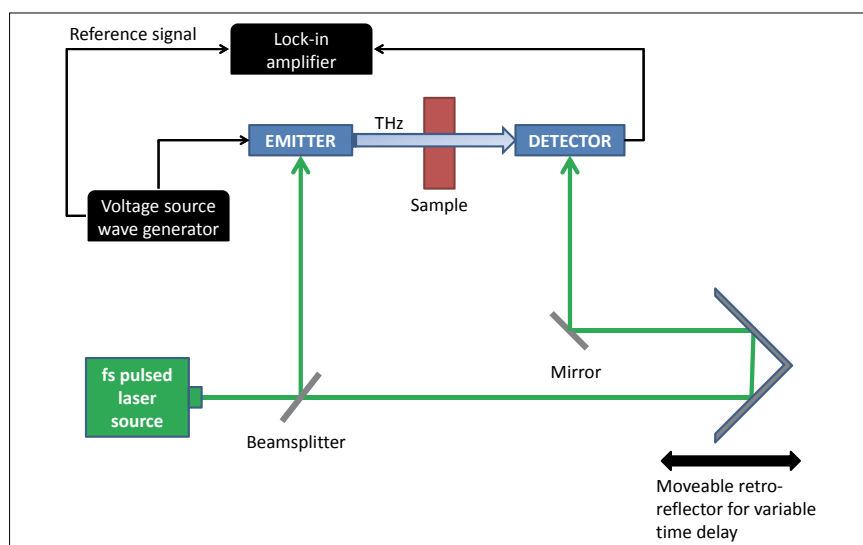 Reference signal
Lock-in
amplifier
THz
EMITTER
DETECTOR
Sample
Voltage source
wave generator
Mirror
fs pulsed
laser
source
Beamsplitter
Moveable retro-
reflector for variable
time delay